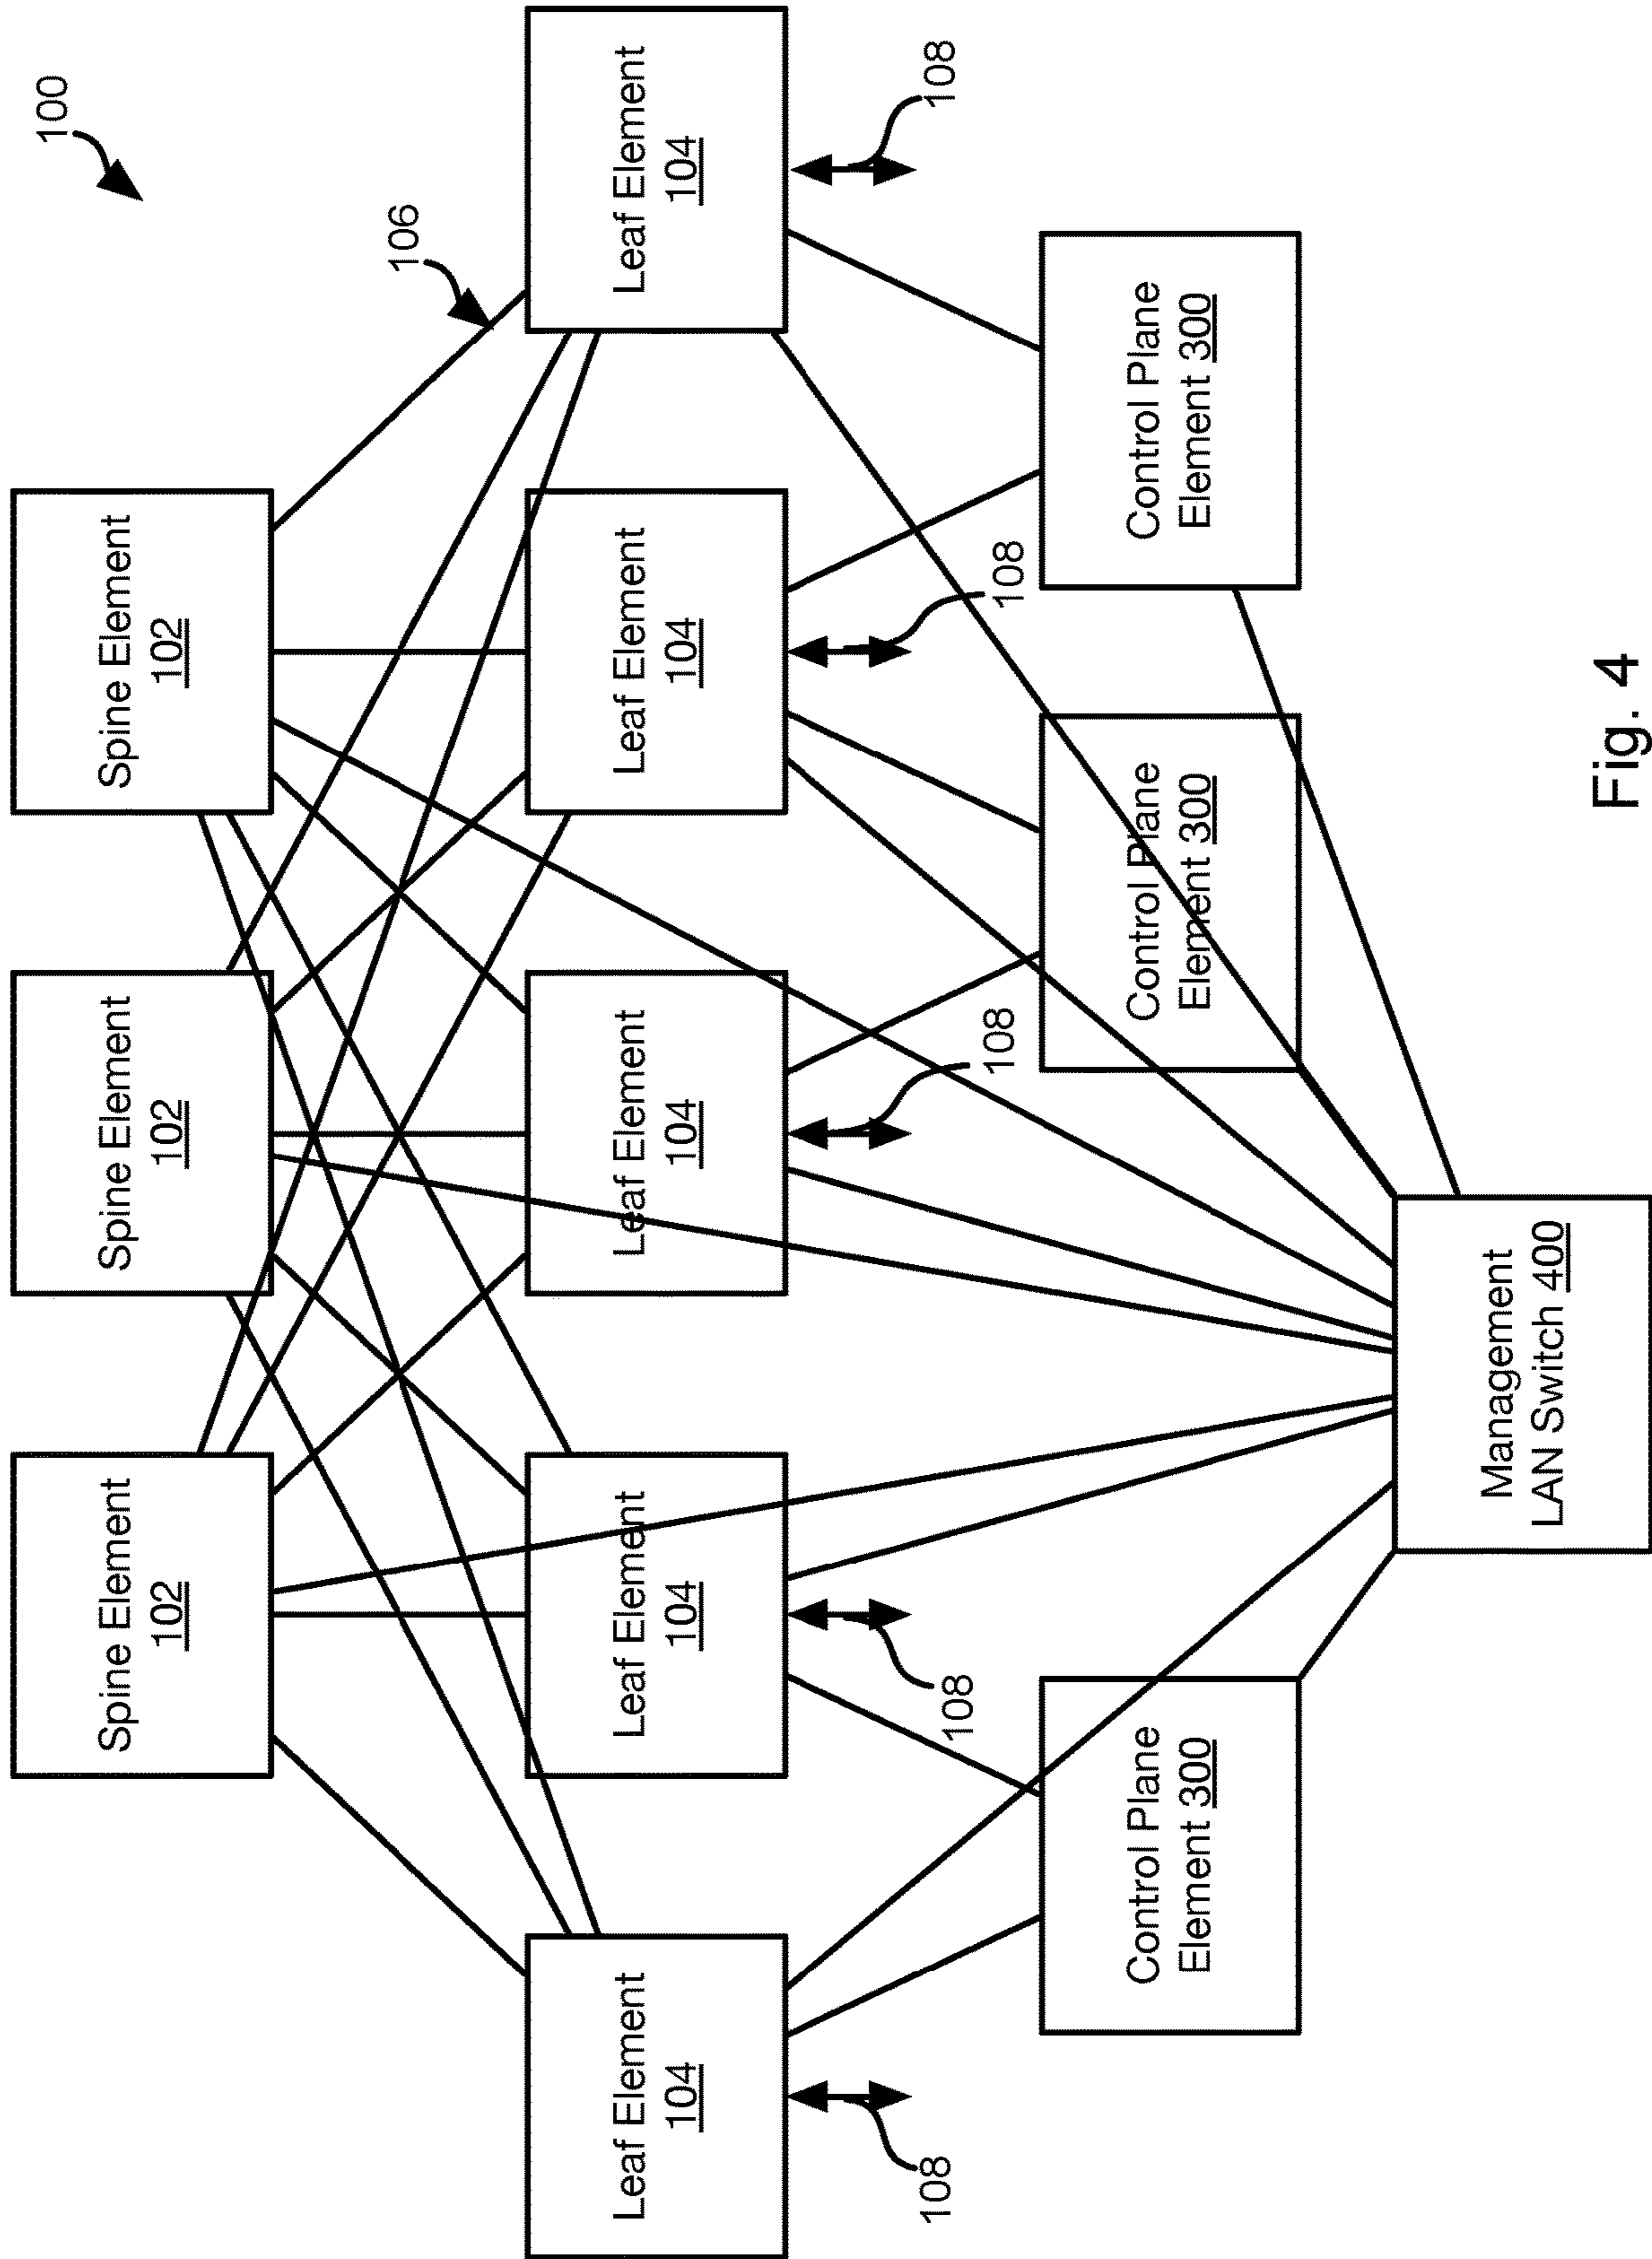 100
Spine Element
102
Spine Element
102
Spine Element
102
106
Leaf Element
104
Leaf Element
104
Leaf Element
104
Leaf Element
104
Leaf Element
104
108
108
108
108
108
Control Plane
Element 300
Control Plane
Element 300
Control Plane
Element 300
Management
LAN Switch 400
Fig. 4